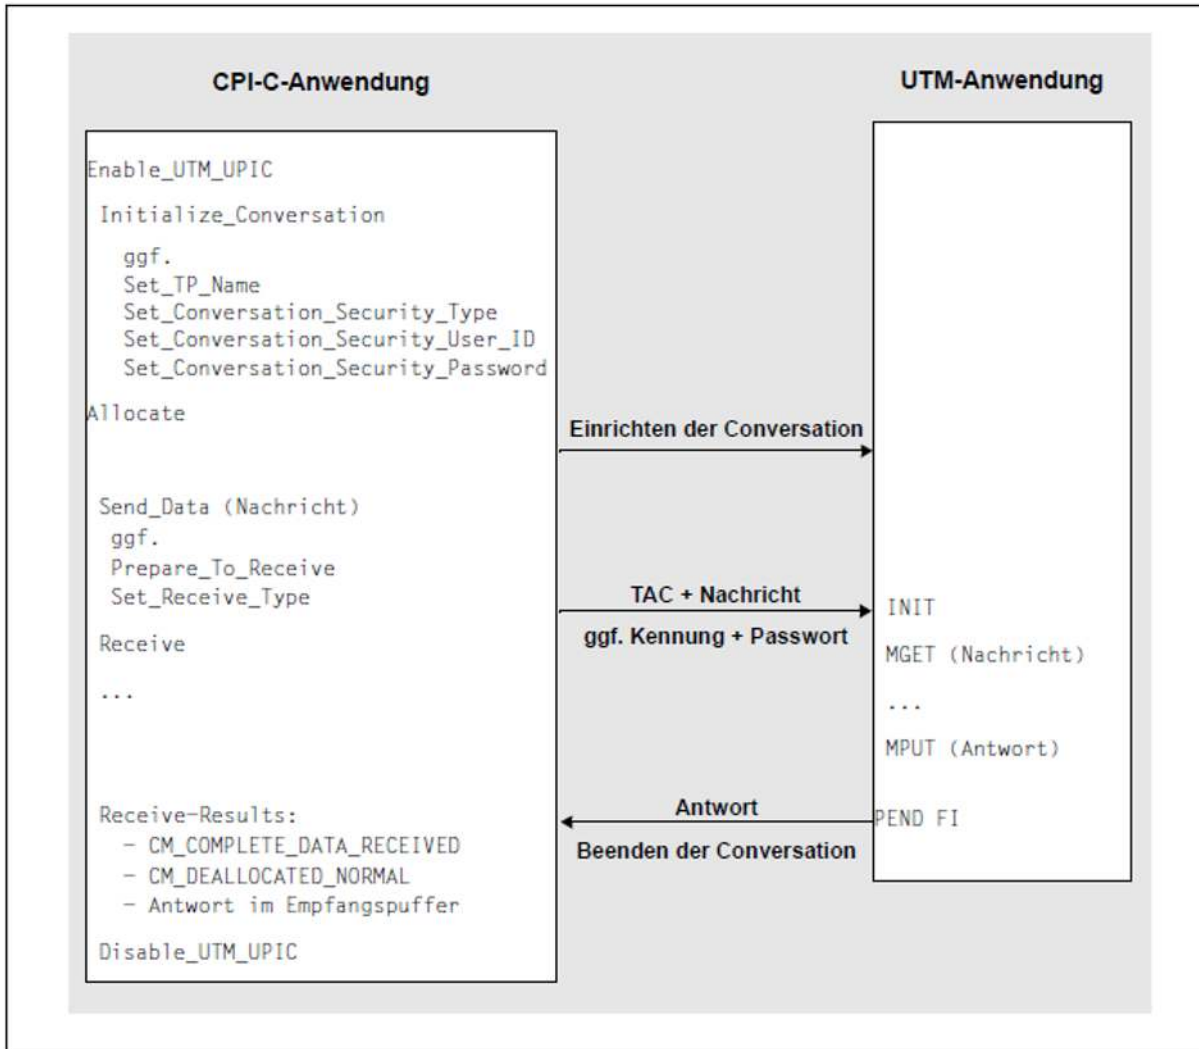 CPI-C-Anwendung
UTM-Anwendung
Enable_UTM_UPIC
Initialize_Conversation
ggf.
Set_TP_Name
Set_Conversation_Security_Type
Set_Conversation_Security_User_ID
Set_Conversation_Security_Password
Allocate
Einrichten der Conversation
Send_Data (Nachricht)
ggf.
Prepare_To_Receive
Set_Receive_Type
Receive
...
TAC + Nachricht
ggf. Kennung + Passwort
INIT
MGET (Nachricht)
...
MPUT (Antwort)
PEND FI
Antwort
Beenden der Conversation
Receive-Results:
– CM_COMPLETE_DATA_RECEIVED
– CM_DEALLOCATED_NORMAL
– Antwort im Empfangspuffer
Disable_UTM_UPIC